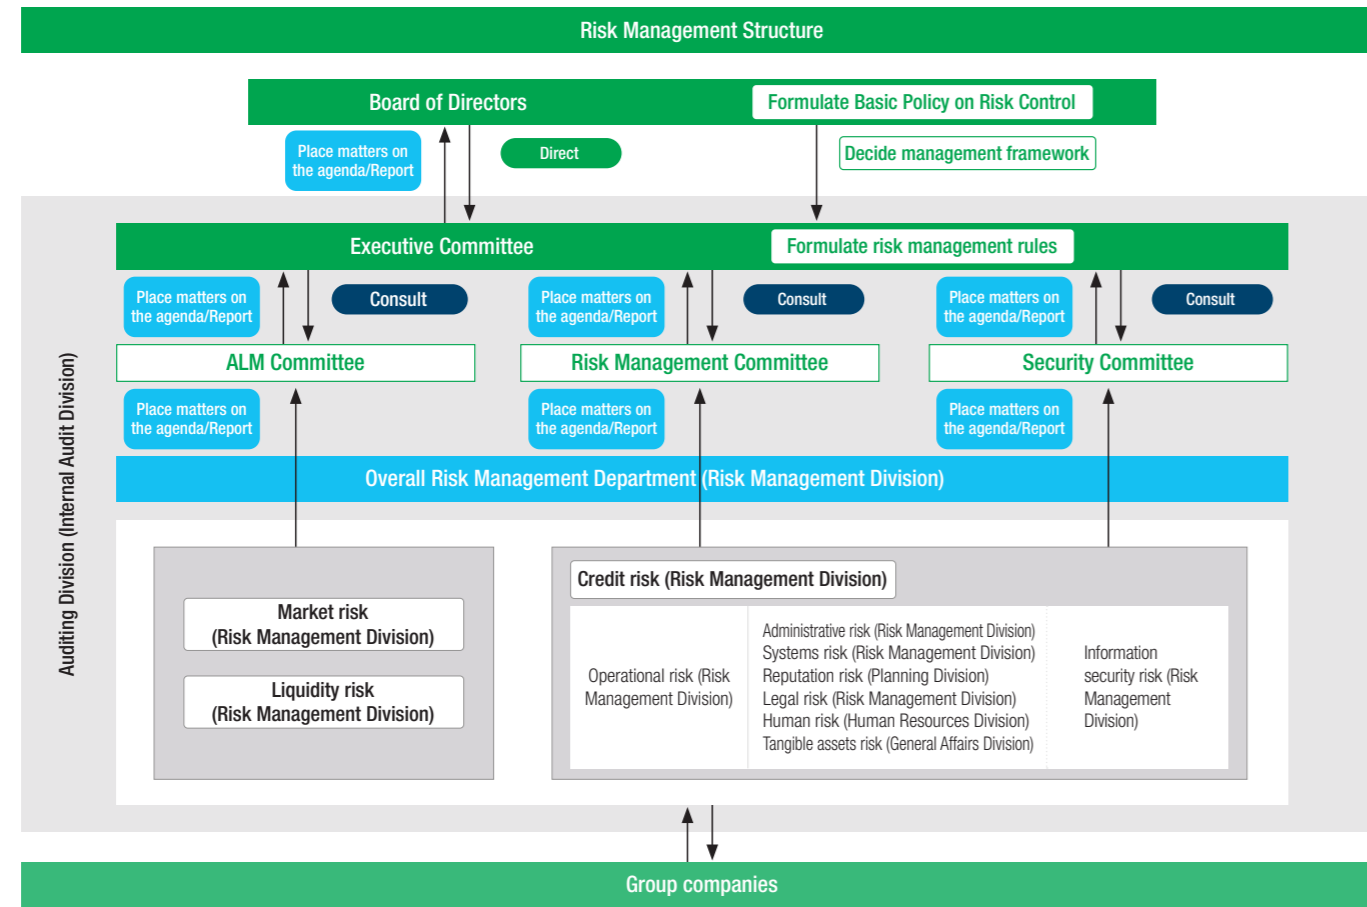 Risk Management Structure
Board of Directors
Formulate Basic Policy on Risk Control
Place matters on
the agenda/Report
Direct
Decide management framework
Executive Committee
Formulate risk management rules
Place matters on
the agenda/Report
Consult
Place matters on
the agenda/Report
Consult
Place matters on
the agenda/Report
Consult
ALM Committee
Risk Management Committee
Security Committee
Place matters on
the agenda/Report
Place matters on
the agenda/Report
Place matters on
the agenda/Report
Auditing Division (Internal Audit Division)
Overall Risk Management Department (Risk Management Division)
Market risk
(Risk Management Division)
Liquidity risk
(Risk Management Division)
Credit risk (Risk Management Division)
Operational risk (Risk
Management Division)
Administrative risk (Risk Management Division)
Systems risk (Risk Management Division)
Reputation risk (Planning Division)
Legal risk (Risk Management Division)
Human risk (Human Resources Division)
Tangible assets risk (General Affairs Division)
Information
security risk (Risk
Management
Division)
Group companies